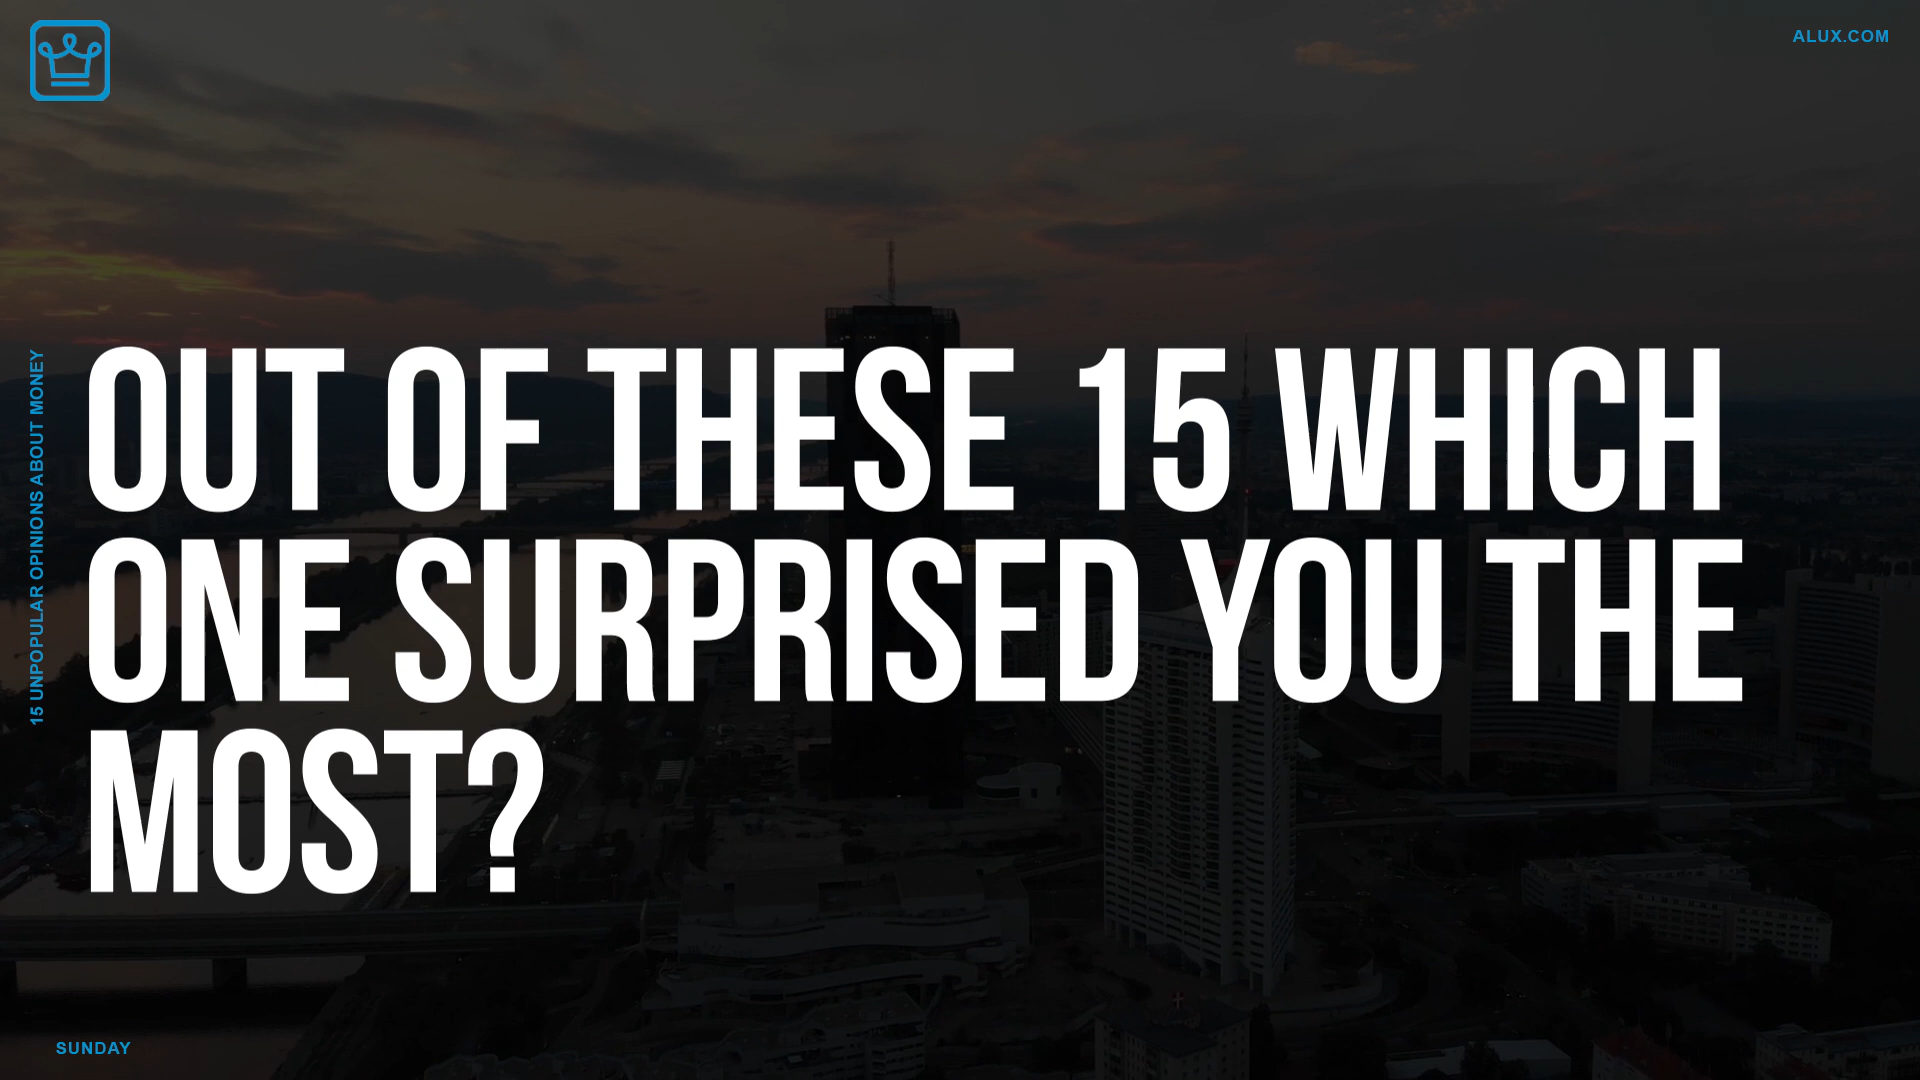 ALUX.COM
15 UNPOPULAR OPINIONS ABOUT MONEY
OUT OF THESE 15 WHICH
ONE SURPRISED YOU THE
MOST?
SUNDAY